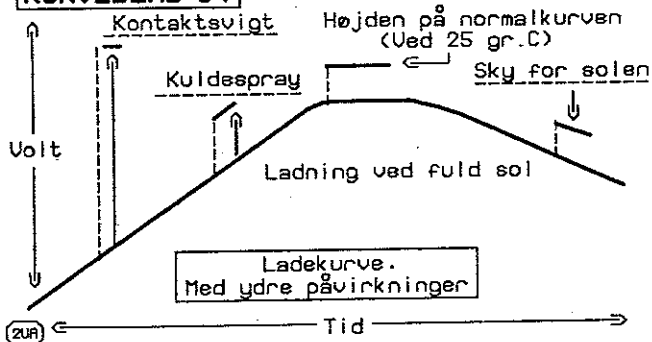 Kontaktsvigt
Højden på normalkurven
(Ved 25 gr.C)
Kuldespray
Sky for solen
Volt
Ladning ved fuld sol
Ladekurve.
Med ydre påvirkninger
Tid